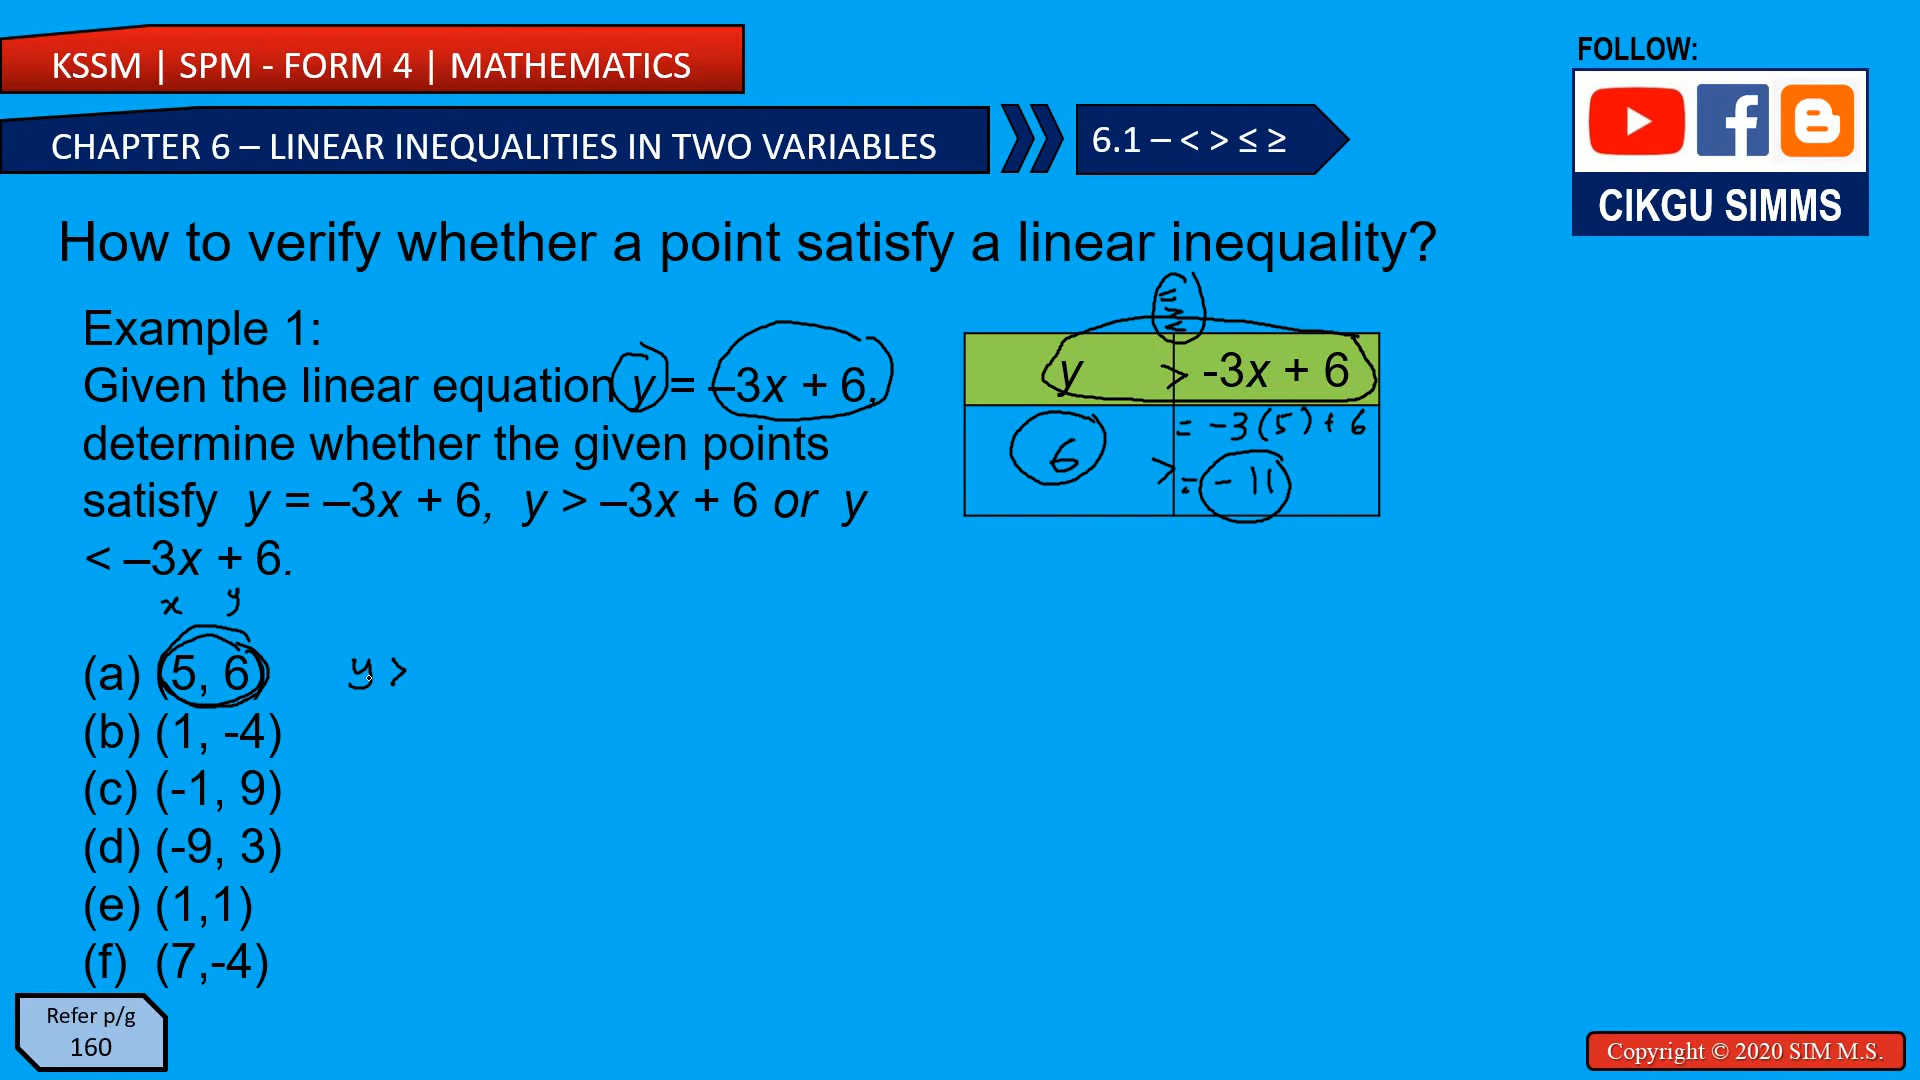 KSSM | SPM - FORM 4 | MATHEMATICS
CHAPTER 6 – LINEAR INEQUALITIES IN TWO VARIABLES
6.1 – < > ≤ ≥
FOLLOW:
CIKGU SIMMS
How to verify whether a point satisfy a linear inequality?
Example 1:
Given the linear equation y = –3x + 6,
determine whether the given points
satisfy y = –3x + 6, y > –3x + 6 or y
< –3x + 6.
x y
(a) (5, 6) y >
(b) (1, -4)
(c) (-1, 9)
(d) (-9, 3)
(e) (1,1)
(f) (7,-4)
y > -3x + 6
= -3(5) + 6
6 > = -11
Refer p/g
160
Copyright © 2020 SIM M.S.